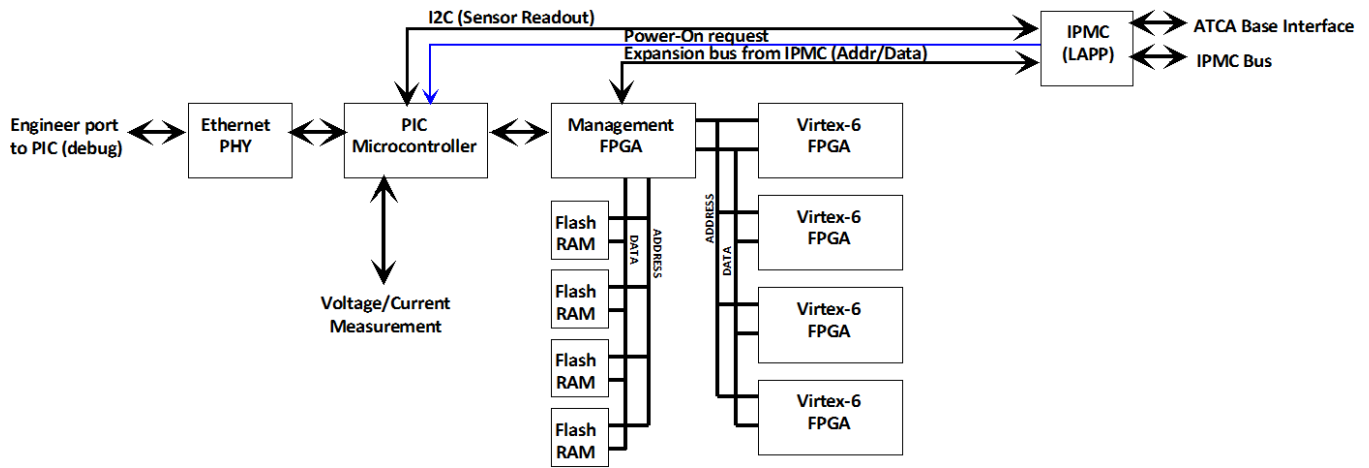 I2C (Sensor Readout)
Power-On request
Expansion bus from IPMC (Addr/Data)
IPMC
(LAPP)
ATCA Base Interface
IPMC Bus
Engineer port
to PIC (debug)
Ethernet
PHY
PIC
Microcontroller
Management
FPGA
Virtex-6
FPGA
Virtex-6
FPGA
Virtex-6
FPGA
Virtex-6
FPGA
ADDRESS
DATA
Flash
RAM
Flash
RAM
Flash
RAM
Flash
RAM
DATA
ADDRESS
Voltage/Current
Measurement